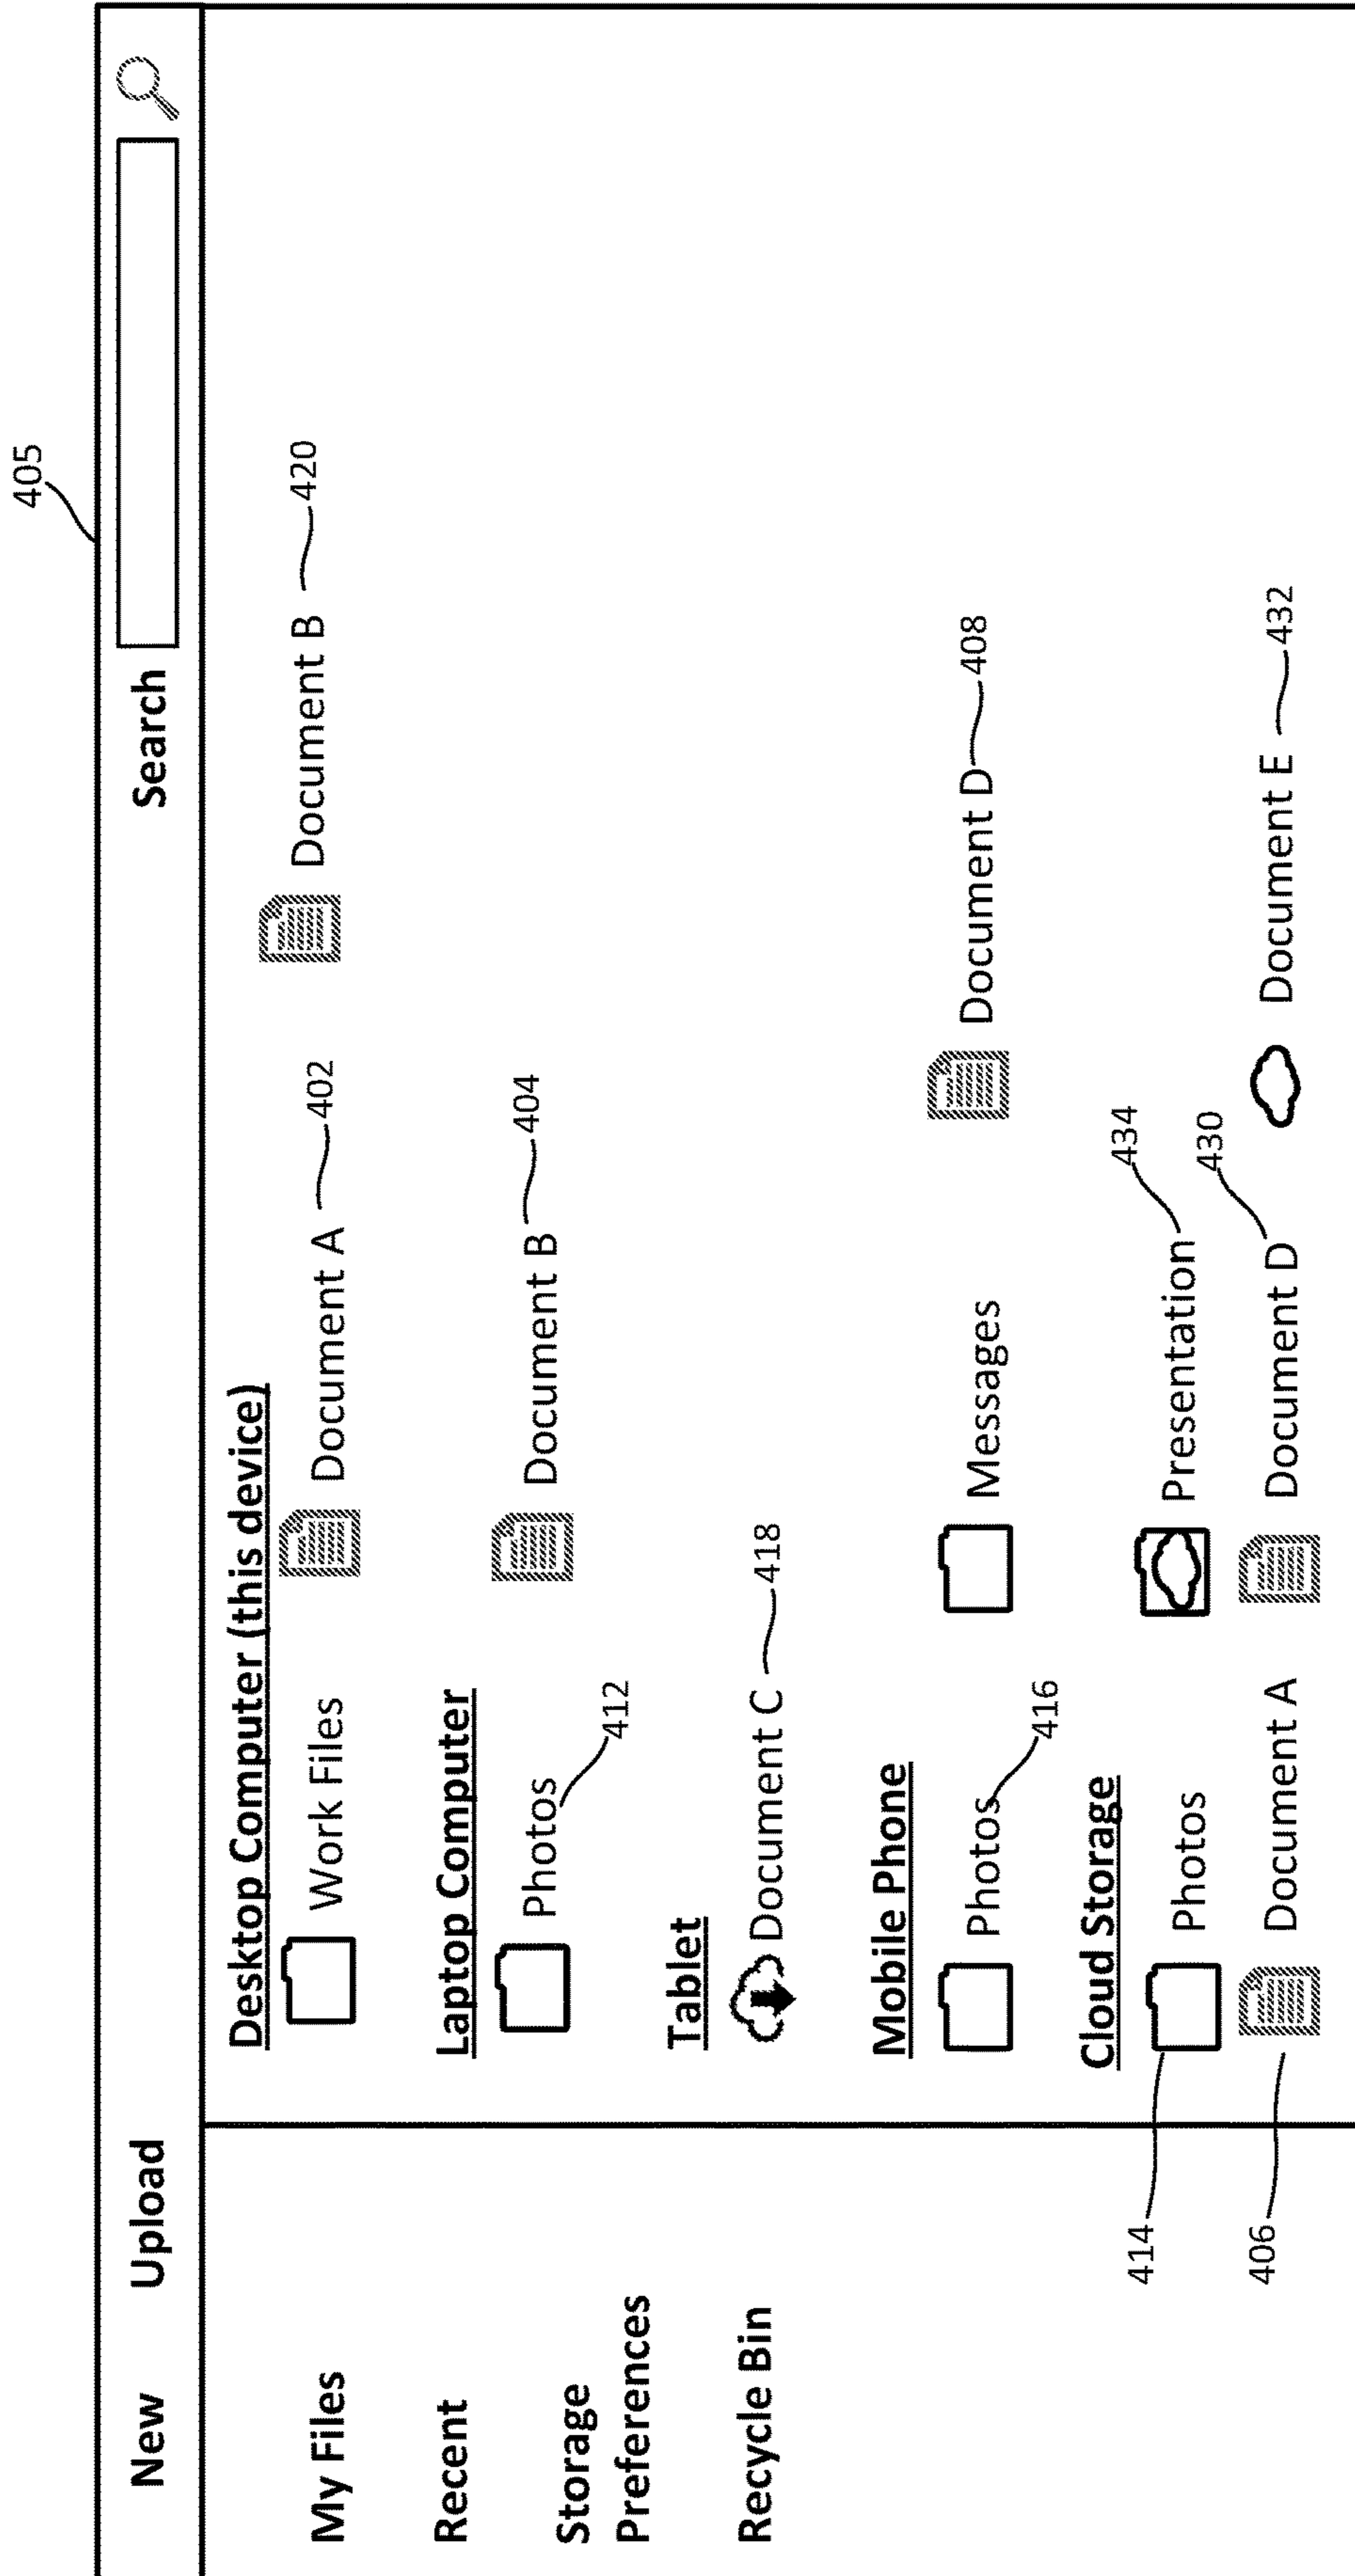 405
New Upload Search
My Files
Recent
Storage
Preferences
Recycle Bin
Desktop Computer (this device)
Work Files Document A 402 Document B 420
Laptop Computer
Photos 412 Document B 404
Tablet
Document C 418
Mobile Phone
Photos 416 Messages Document D 408
Cloud Storage
414 Photos Presentation 434
406 Document A Document D 430 Document E 432